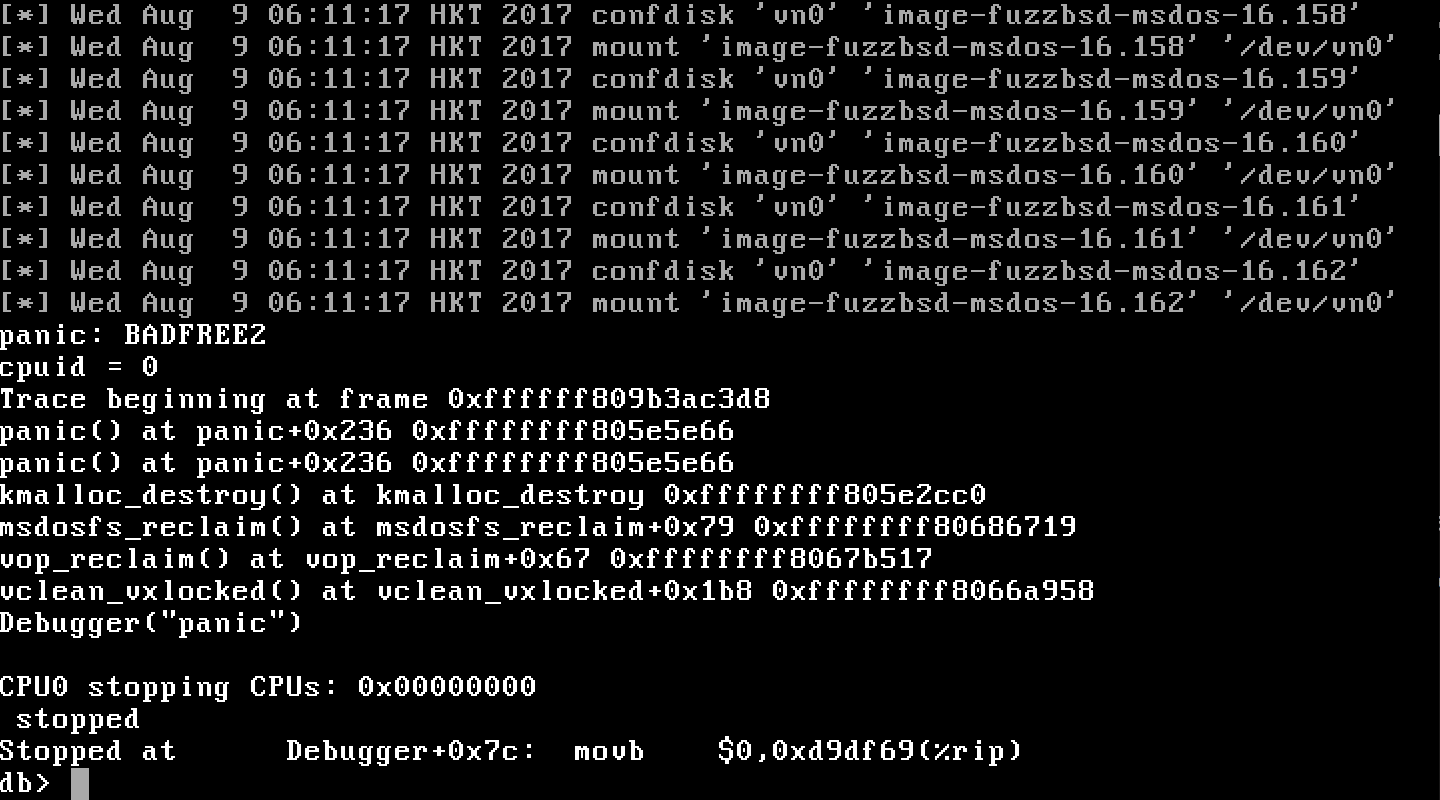 [*] Wed Aug  9 06:11:17 HKT 2017 confdisk 'vn0' 'image-fuzzbsd-msdos-16.158'
[*] Wed Aug  9 06:11:17 HKT 2017 mount 'image-fuzzbsd-msdos-16.158' '/dev/vn0'
[*] Wed Aug  9 06:11:17 HKT 2017 confdisk 'vn0' 'image-fuzzbsd-msdos-16.159'
[*] Wed Aug  9 06:11:17 HKT 2017 mount 'image-fuzzbsd-msdos-16.159' '/dev/vn0'
[*] Wed Aug  9 06:11:17 HKT 2017 confdisk 'vn0' 'image-fuzzbsd-msdos-16.160'
[*] Wed Aug  9 06:11:17 HKT 2017 mount 'image-fuzzbsd-msdos-16.160' '/dev/vn0'
[*] Wed Aug  9 06:11:17 HKT 2017 confdisk 'vn0' 'image-fuzzbsd-msdos-16.161'
[*] Wed Aug  9 06:11:17 HKT 2017 mount 'image-fuzzbsd-msdos-16.161' '/dev/vn0'
[*] Wed Aug  9 06:11:17 HKT 2017 confdisk 'vn0' 'image-fuzzbsd-msdos-16.162'
[*] Wed Aug  9 06:11:17 HKT 2017 mount 'image-fuzzbsd-msdos-16.162' '/dev/vn0'
panic: BADFREE2
cpuid = 0
Trace beginning at frame 0xffffff809b3ac3d8
panic() at panic+0x236 0xffffffff805e5e66
panic() at panic+0x236 0xffffffff805e5e66
kmalloc_destroy() at kmalloc_destroy 0xffffffff805e2cc0
msdosfs_reclaim() at msdosfs_reclaim+0x79 0xffffffff80686719
vop_reclaim() at vop_reclaim+0x67 0xffffffff8067b517
vclean_vxlocked() at vclean_vxlocked+0x1b8 0xffffffff8066a958
Debugger("panic")
CPU0 stopping CPUs: 0x00000000
 stopped
Stopped at      Debugger+0x7c:  movb    $0,0xd9df69(%rip)
db>